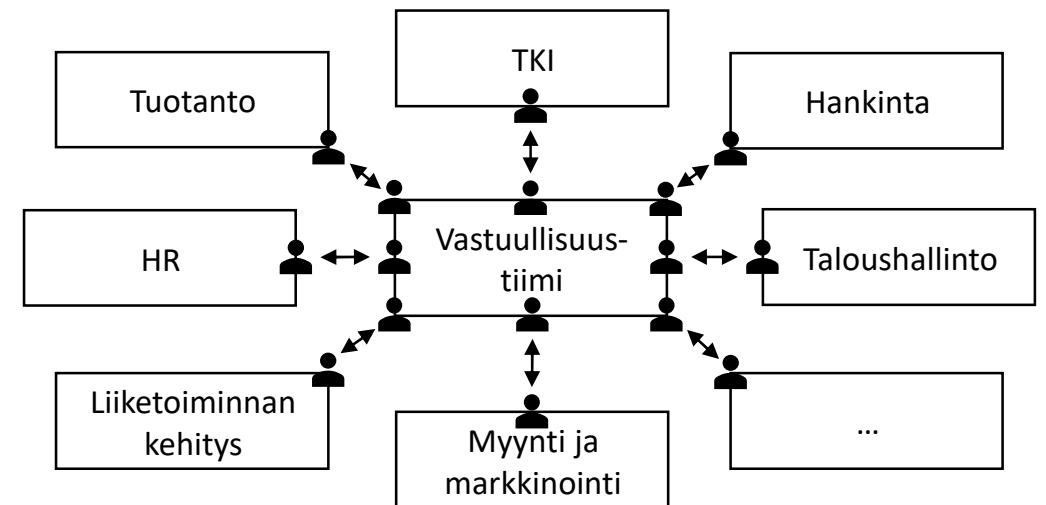 TKI
Tuotanto
Hankinta
HR
Vastuullisuus-
tiimi
Taloushallinto
Liiketoiminnan
kehitys
Myynti ja
markkinointi
...